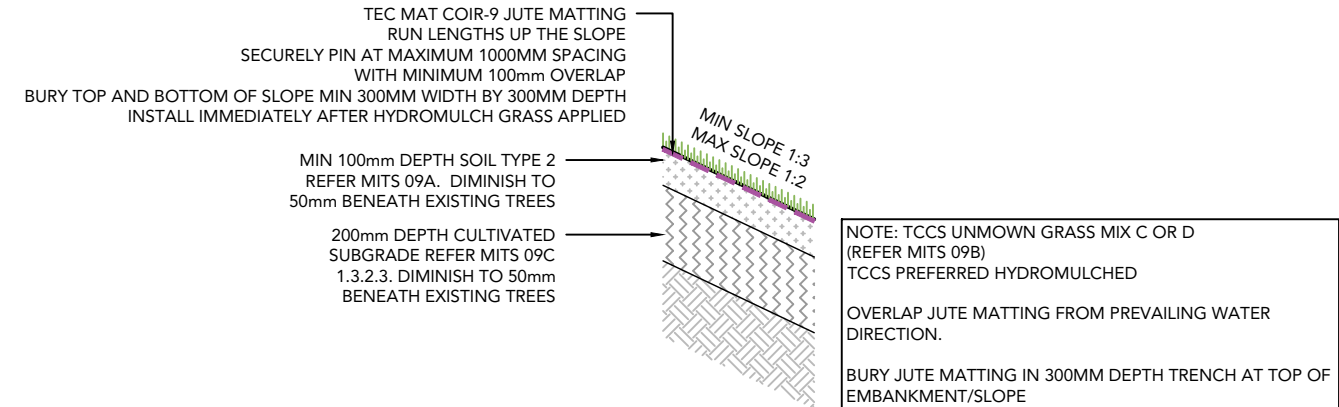 TEC MAT COIR-9 JUTE MATTING
RUN LENGTHS UP THE SLOPE
SECURELY PIN AT MAXIMUM 1000MM SPACING
WITH MINIMUM 100mm OVERLAP
BURY TOP AND BOTTOM OF SLOPE MIN 300MM WIDTH BY 300MM DEPTH
INSTALL IMMEDIATELY AFTER HYDROMULCH GRASS APPLIED
MIN SLOPE 1:3
MAX SLOPE 1:2
MIN 100mm DEPTH SOIL TYPE 2
REFER MITS 09A. DIMINISH TO
50mm BENEATH EXISTING TREES
200mm DEPTH CULTIVATED
SUBGRADE REFER MITS 09C
1.3.2.3. DIMINISH TO 50mm
BENEATH EXISTING TREES
NOTE: TCCS UNMOWN GRASS MIX C OR D
(REFER MITS 09B)
TCCS PREFERRED HYDROMULCHED
OVERLAP JUTE MATTING FROM PREVAILING WATER
DIRECTION.
BURY JUTE MATTING IN 300MM DEPTH TRENCH AT TOP OF
EMBANKMENT/SLOPE